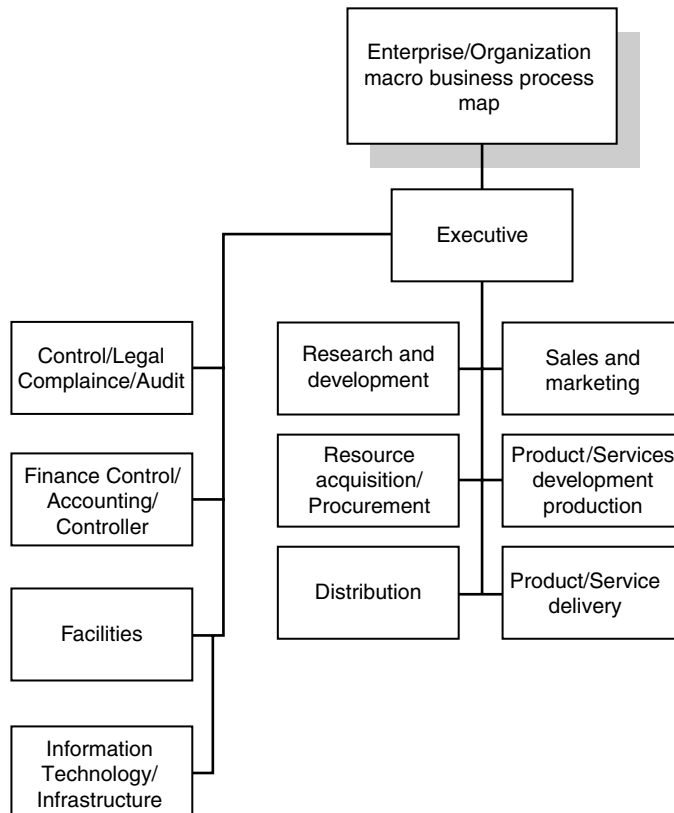 Enterprise/Organization
macro business process
map
Executive
Control/Legal
Complaince/Audit
Research and
development
Sales and
marketing
Finance Control/
Accounting/
Controller
Resource
acquisition/
Procurement
Product/Services
development
production
Facilities
Distribution
Product/Service
delivery
Information
Technology/
Infrastructure